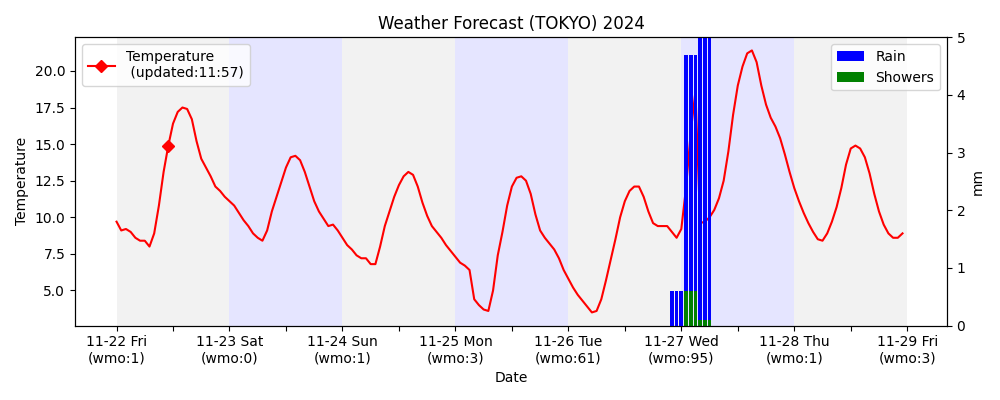 Weather Forecast (TOKYO) 2024
Temperature
(updated:11:57)
Rain
Showers
Temperature
20.0
17.5
15.0
12.5
10.0
7.5
5.0
5
4
3
2
1
0
mm
11-22 Fri
(wmo:1)
11-23 Sat
(wmo:0)
11-24 Sun
(wmo:1)
11-25 Mon
(wmo:3)
11-26 Tue
(wmo:61)
11-27 Wed
(wmo:95)
11-28 Thu
(wmo:1)
11-29 Fri
(wmo:3)
Date